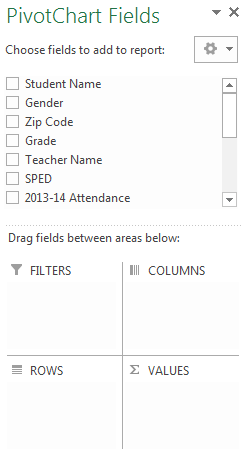 PivotChart Fields
Choose fields to add to report:
Student Name
Gender
Zip Code
Grade
Teacher Name
SPED
2013-14 Attendance
Drag fields between areas below:
FILTERS
COLUMNS
ROWS
VALUES